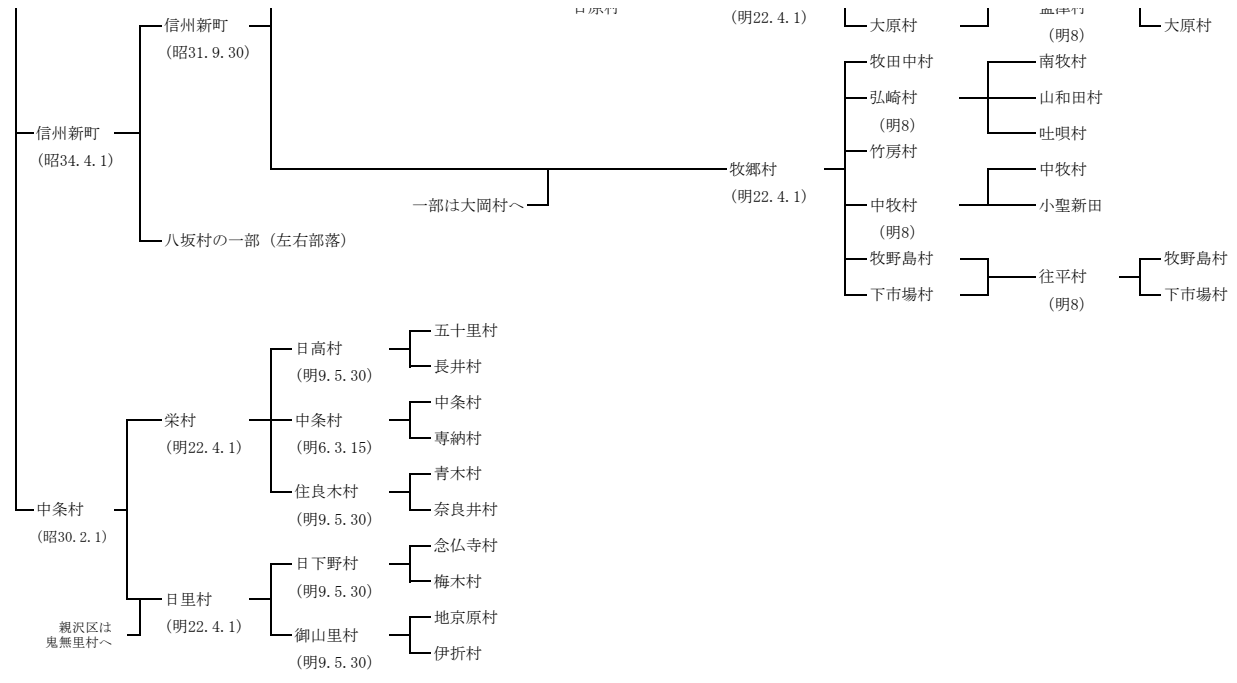 信州新町
(昭31.9.30)
(明22.4.1)
大原村
(明8)
大原村
牧田中村
南牧村
弘崎村
(明8)
山和田村
信州新町
(昭34.4.1)
吐唄村
竹房村
牧郷村
(明22.4.1)
中牧村
一部は大岡村へ
中牧村
(明8)
小聖新田
八坂村の一部（左右部落）
牧野島村
往平村
(明8)
牧野島村
下市場村
下市場村
五十里村
日高村
(明9.5.30)
長井村
中条村
栄村
(明22.4.1)
中条村
(明6.3.15)
専納村
青木村
住良木村
(明9.5.30)
奈良井村
中条村
(昭30.2.1)
念仏寺村
日下野村
(明9.5.30)
梅木村
日里村
(明22.4.1)
地京原村
親沢区は
鬼無里村へ
御山里村
(明9.5.30)
伊折村